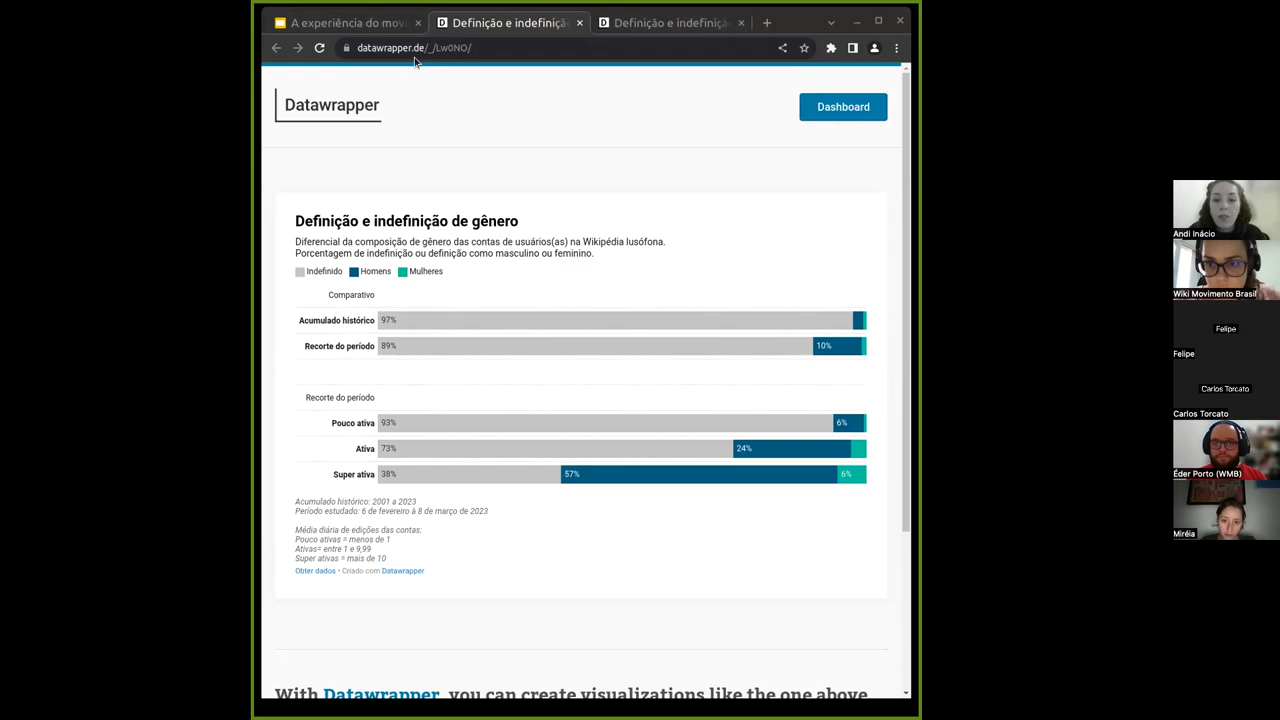 A experiência do movi
Definição e indefiniçã
Definição e indefiniçã
datawrapper.de/_/Lw0NO/
Datawrapper
Dashboard
Definição e indefinição de gênero
Diferencial da composição de gênero das contas de usuários(as) na Wikipédia lusófona.
Porcentagem de indefinição ou definição como masculino ou feminino.
Indefinido Homens Mulheres
Comparativo
Acumulado histórico 97%
Recorte do período 89% 10%
Recorte do período
Pouco ativa 93% 6%
Ativa 73% 24%
Super ativa 38% 57% 6%
Acumulado histórico: 2001 a 2023
Período estudado: 6 de fevereiro à 8 de março de 2023
Média diária de edições das contas:
Pouco ativas = menos de 1
Ativas= entre 1 e 9,99
Super ativas = mais de 10
Obter dados • Criado com Datawrapper
With Datawrapper, you can create visualizations like the one above
Andi Inácio
Wiki Movimento Brasil
Felipe
Felipe
Carlos Torcato
Carlos Torcato
Éder Porto (WMB)
Miréia